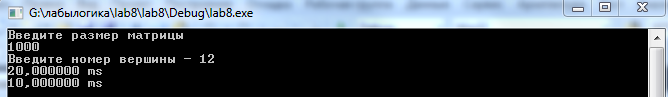 G:\лабылогика\lab8\lab8\Debug\lab8.exe
Введите размер матрицы
1000
Введите номер вершины - 12
20,000000 ms
10,000000 ms